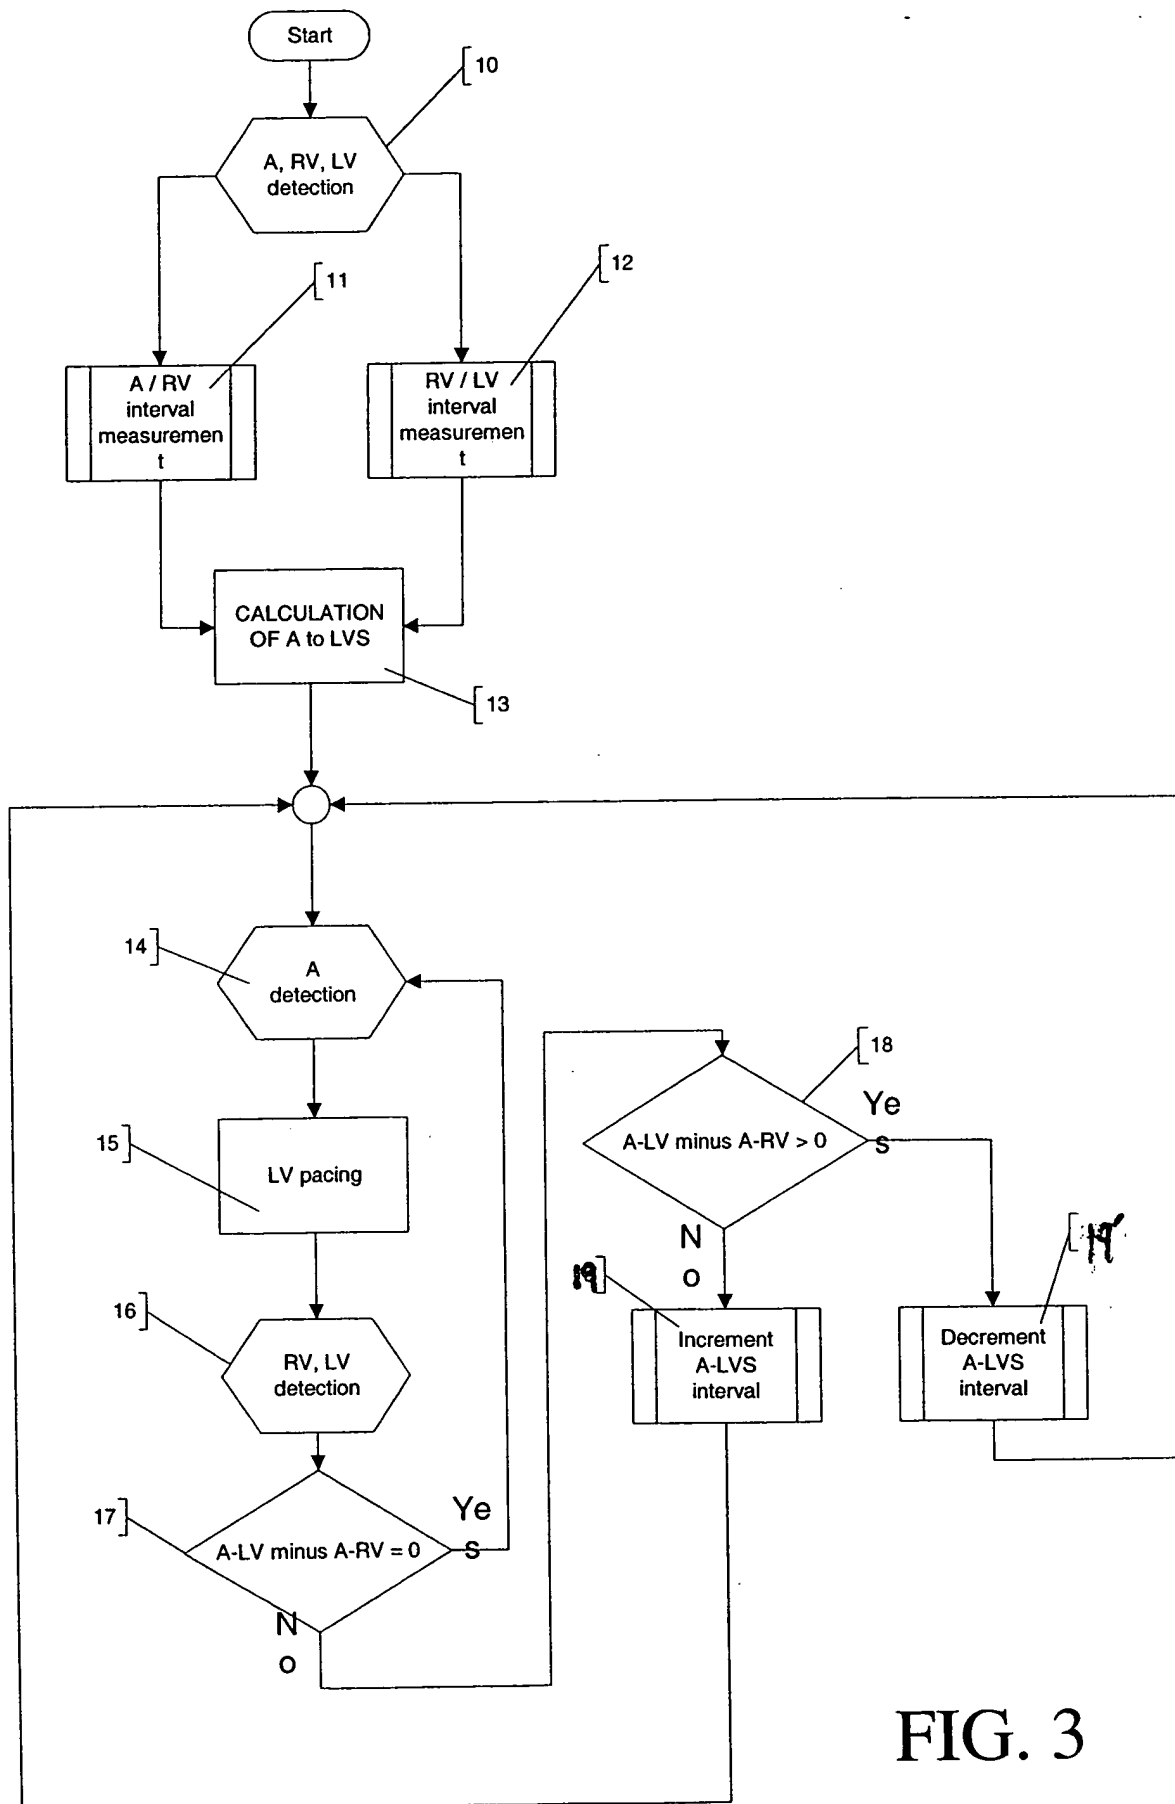 Start
10
A, RV, LV
detection
11
12
A / RV
interval
measuremen
t
RV / LV
interval
measuremen
t
CALCULATION
OF A to LVS
13
14
A
detection
15
LV pacing
16
RV, LV
detection
17
A-LV minus A-RV = 0
Ye
s
N
o
18
A-LV minus A-RV > 0
Ye
s
N
o
19
Increment
A-LVS
interval
19'
Decrement
A-LVS
interval
FIG. 3